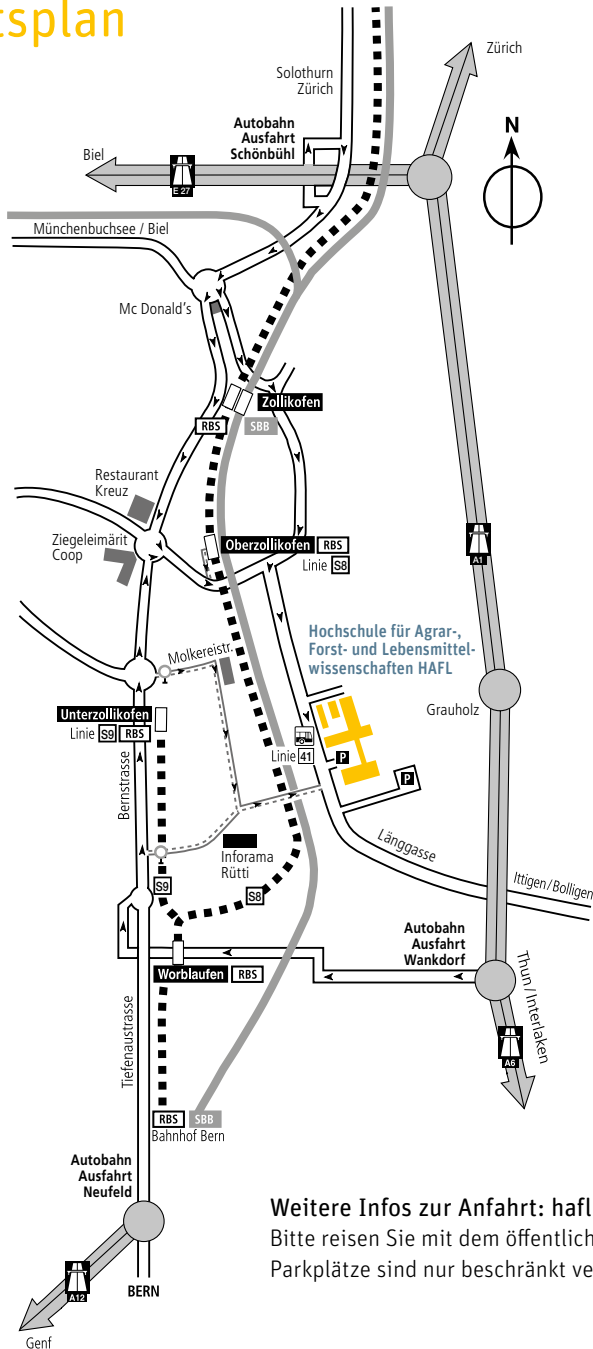 tsplan
Zürich
Solothurn
Zürich
Autobahn
Ausfahrt
Schönbühl
N
Biel
E-27
Münchenbuchsee / Biel
Mc Donald's
Zollikofen
RBS SBB
Restaurant
Kreuz
Ziegeleimärit
Coop
Oberzollikofen RBS
Linie S8
A1
Hochschule für Agrar-,
Forst- und Lebensmittel-
wissenschaften HAFL
Molkereistr.
Grauholz
Unterzollikofen
Linie S9 RBS
Linie 41
P
P
Bernstrasse
Länggasse
Inforama
Rütti
S9
S8
Ittigen/Bolligen
Autobahn
Ausfahrt
Wankdorf
Worblaufen RBS
Thun/Interlaken
A6
Tiefenaustrasse
RBS SBB
Bahnhof Bern
Autobahn
Ausfahrt
Neufeld
Weitere Infos zur Anfahrt: hafl
Bitte reisen Sie mit dem öffentlich
Parkplätze sind nur beschränkt ve
A12
BERN
Genf